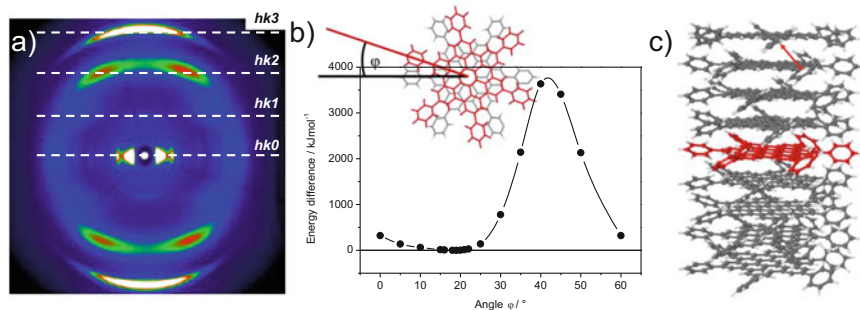 a)
hk3
hk2
hk1
hk0
b)
φ
Energy difference / kJmol⁻¹
4000
3000
2000
1000
0
0 10 20 30 40 50 60
Angle φ/ °
c)